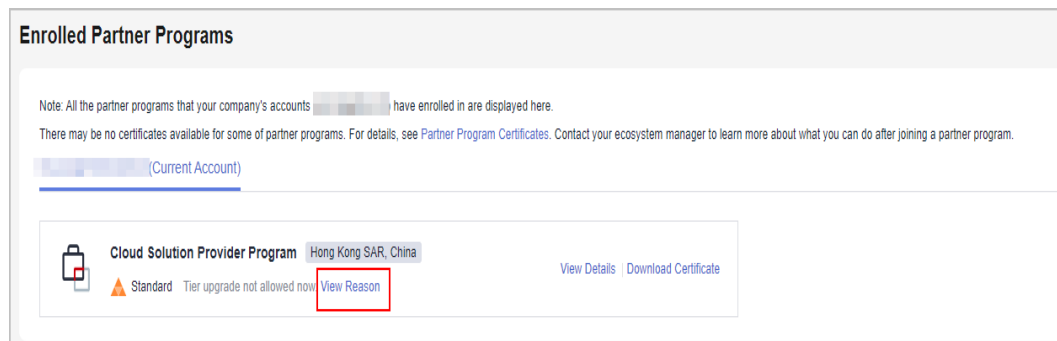 Enrolled Partner Programs
Note: All the partner programs that your company's accounts have enrolled in are displayed here.
There may be no certificates available for some of partner programs. For details, see Partner Program Certificates. Contact your ecosystem manager to learn more about what you can do after joining a partner program.
(Current Account)
Cloud Solution Provider Program Hong Kong SAR, China
Standard Tier upgrade not allowed now View Reason
View Details Download Certificate